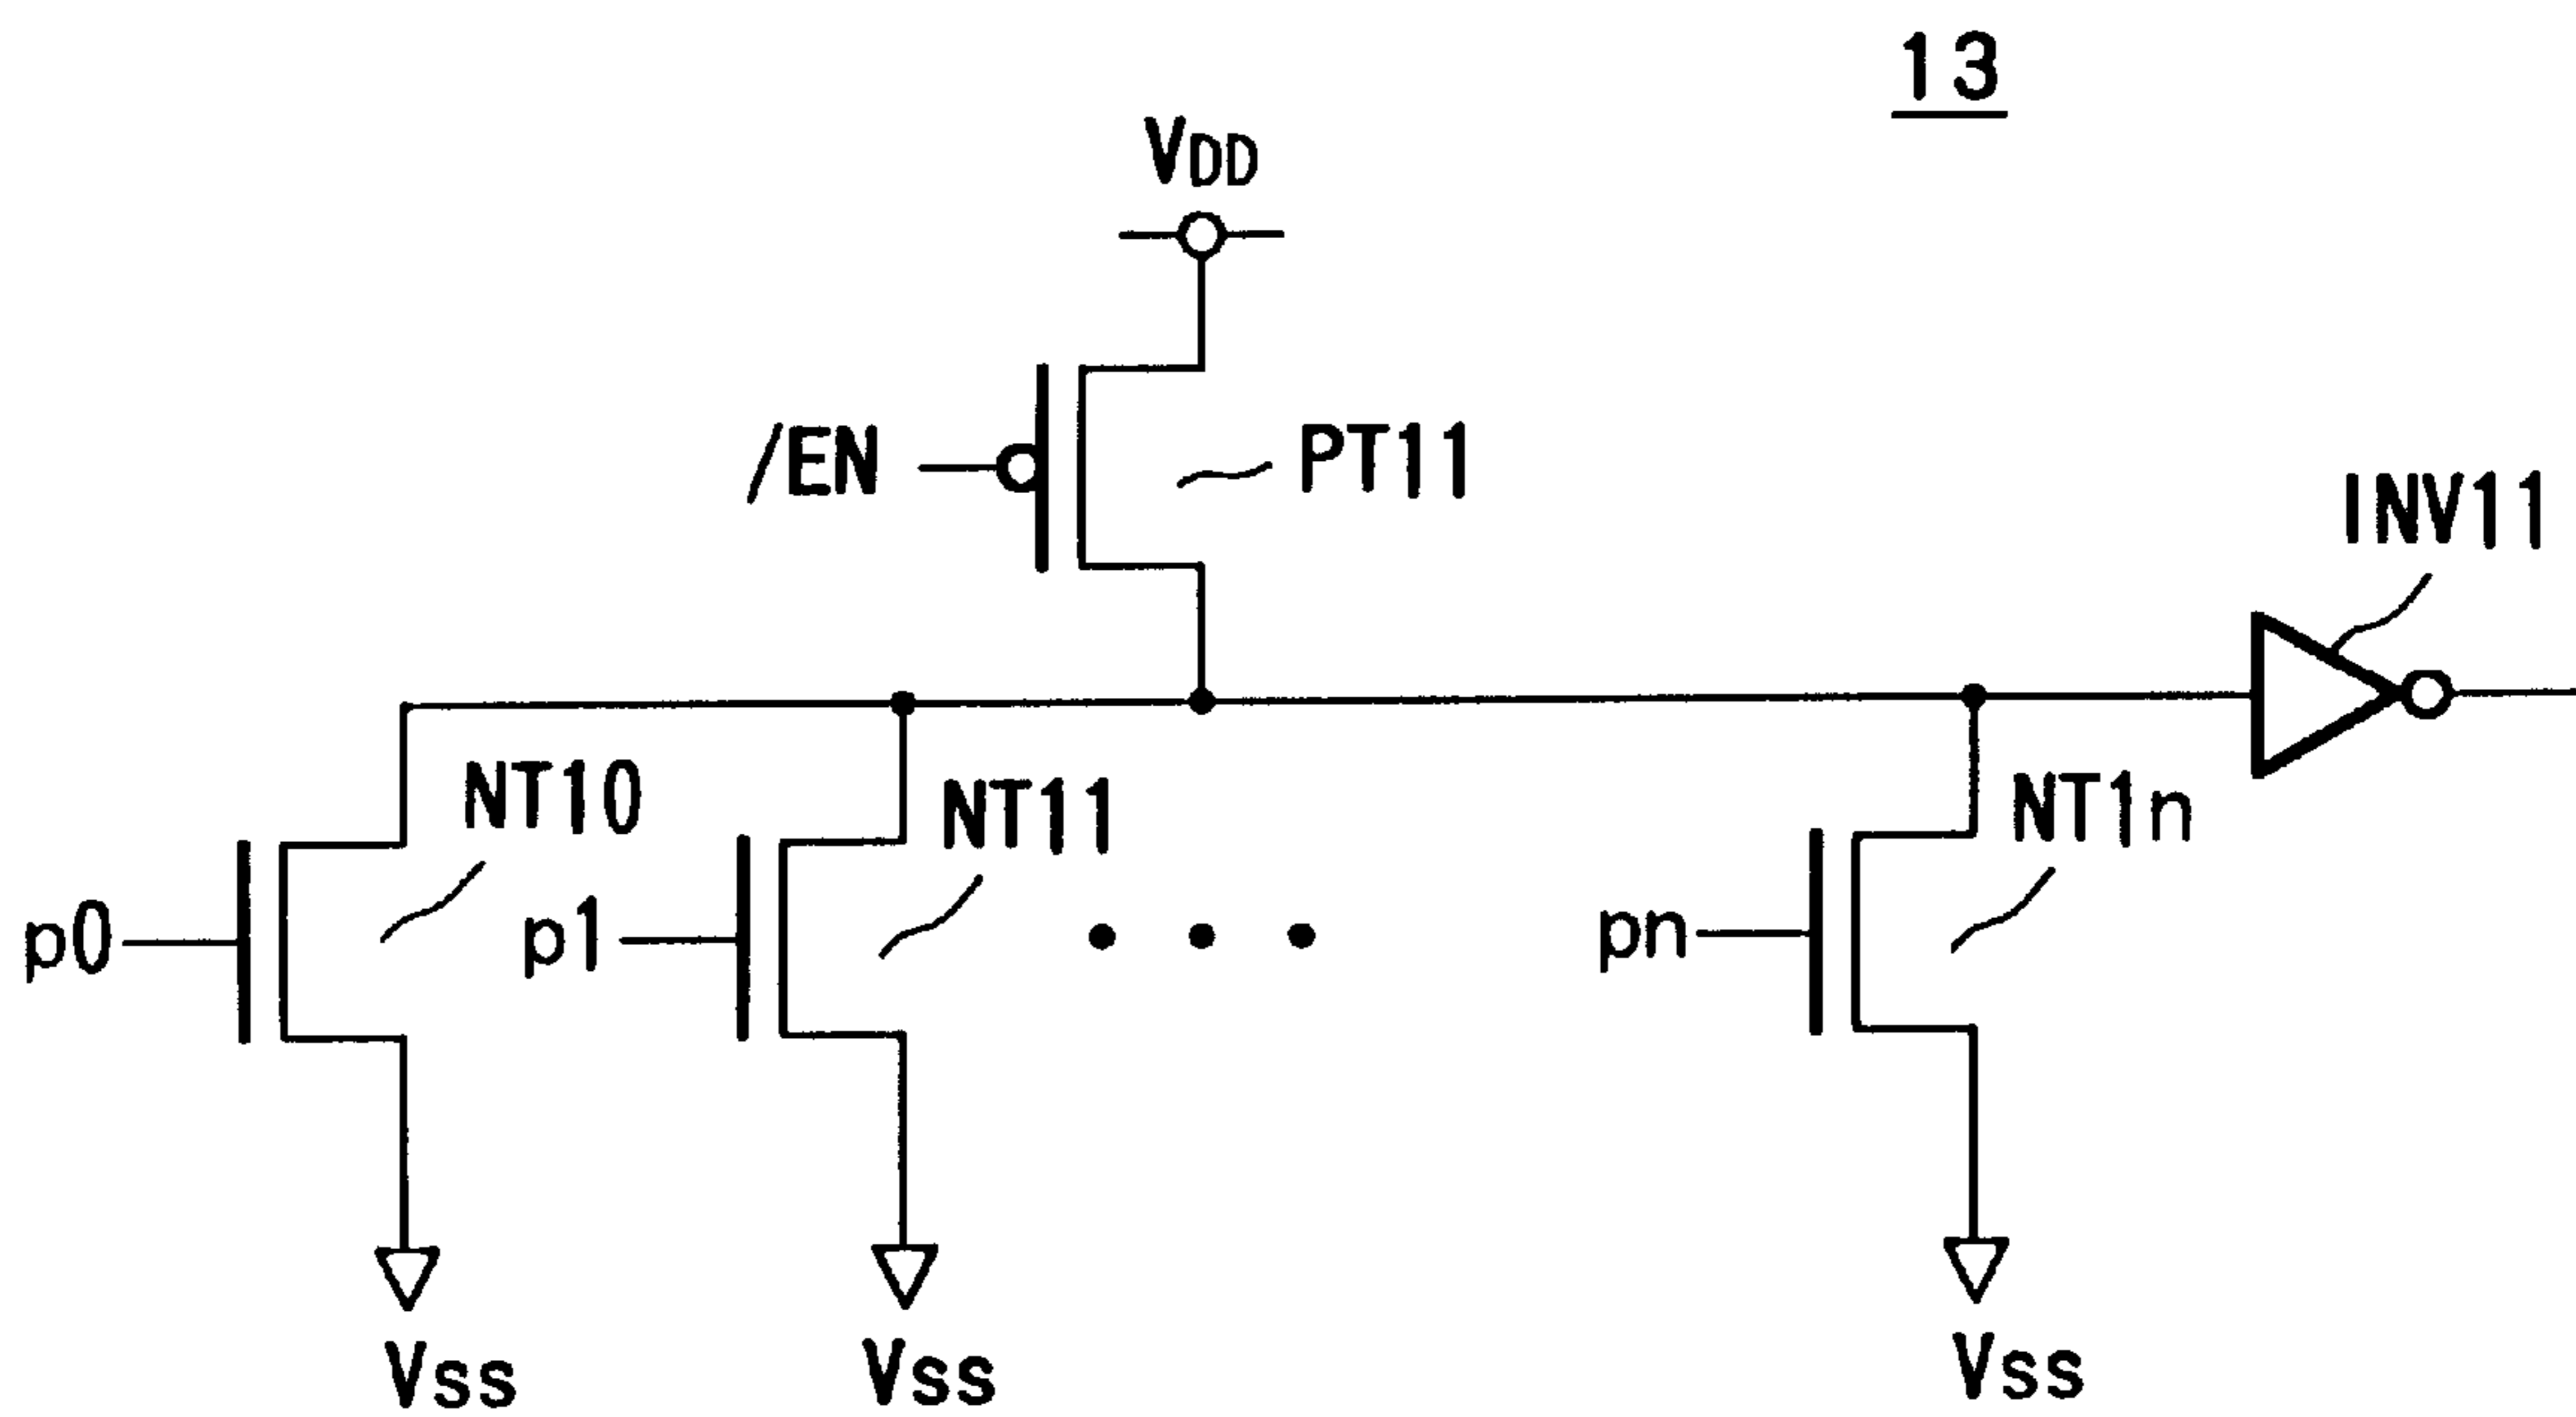 13
VDD
/EN
PT11
INV11
NT10
NT11
NT1n
p0
p1
pn
VSS
VSS
VSS